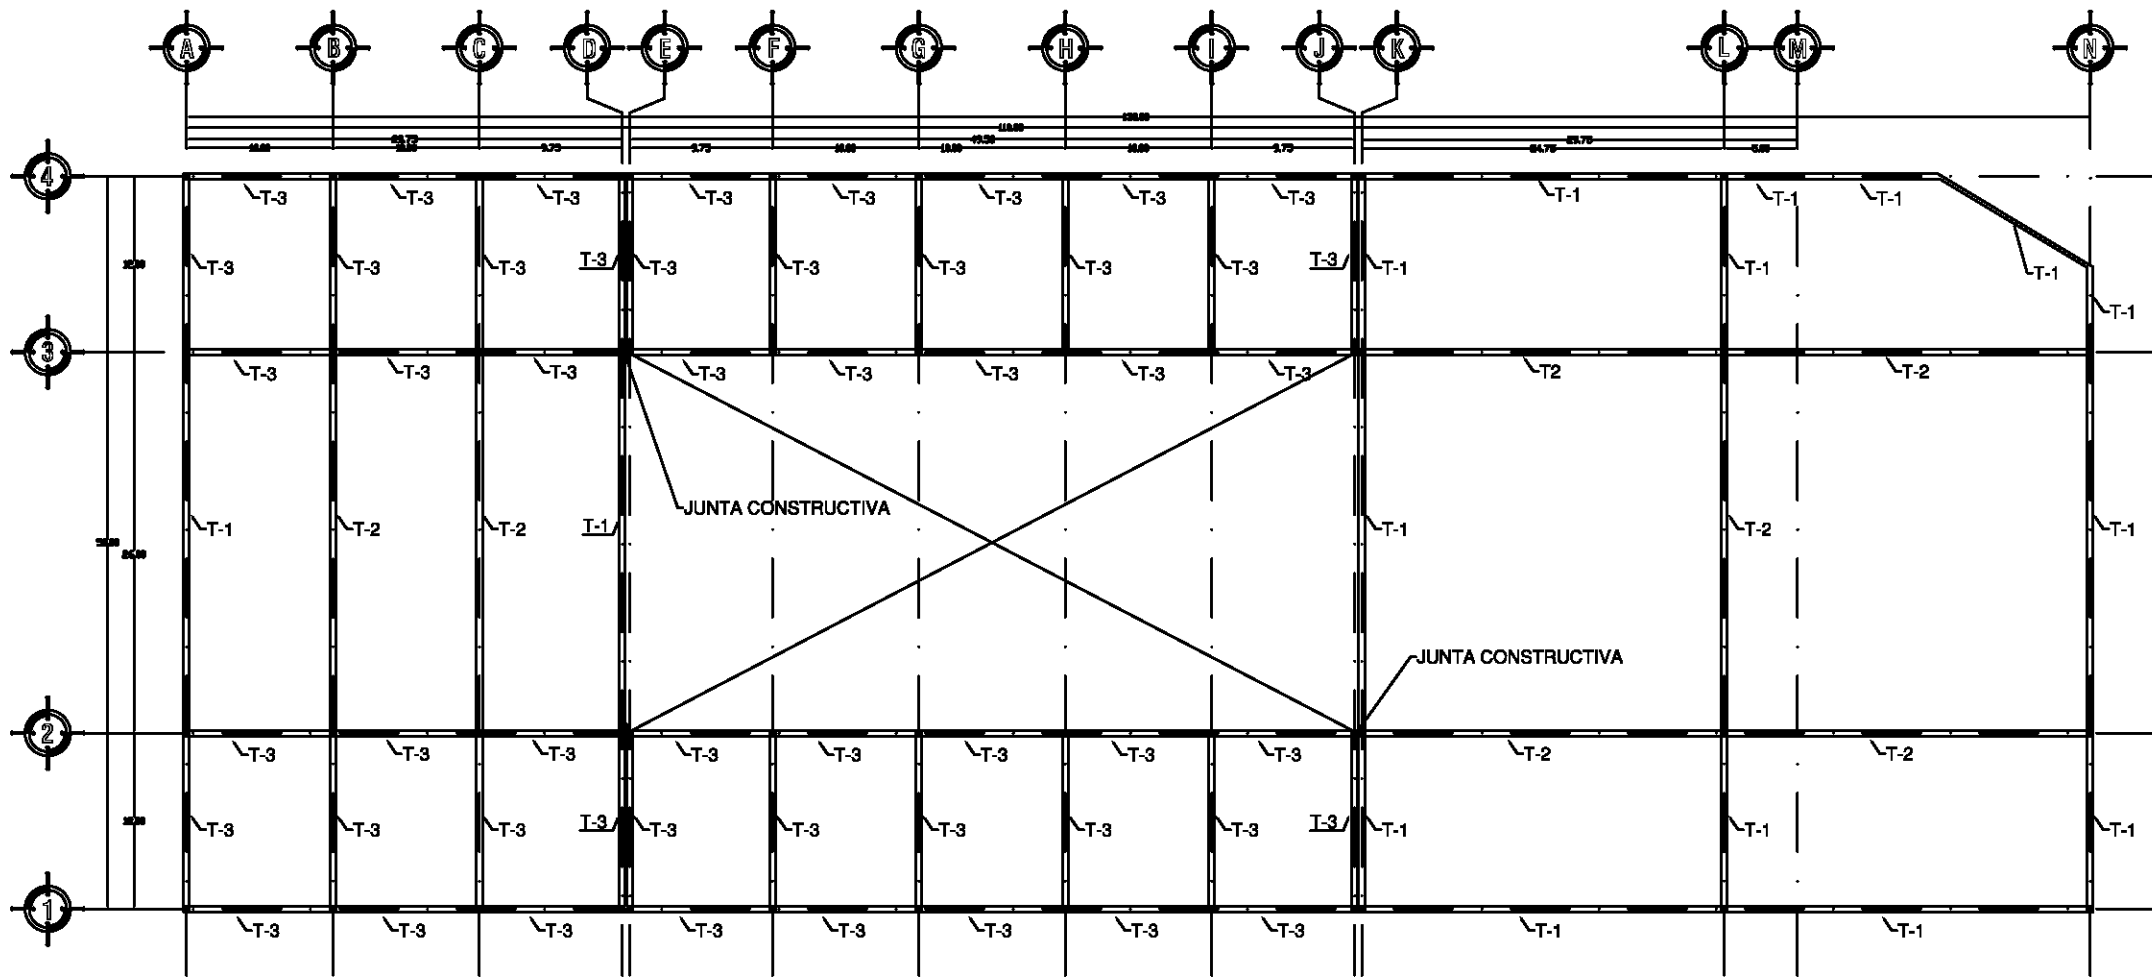 A B C D E F G H I J K L M N
4
T-3 T-3 T-3 T-3 T-3 T-3 T-3 T-3 T-1 T-1 T-1
T-3 T-3 T-3 T-3 T-3 T-3 T-3 T-3 T-3 T-3 T-1 T-1 T-1
T-1
3
T-3 T-3 T-3 T-3 T-3 T-3 T-3 T-3 T2 T-2
JUNTA CONSTRUCTIVA
T-1 T-2 T-2 T-1 T-1 T-2 T-1
JUNTA CONSTRUCTIVA
2
T-3 T-3 T-3 T-3 T-3 T-3 T-3 T-3 T-2 T-2
T-3 T-3 T-3 T-3 T-3 T-3 T-3 T-3 T-3 T-3 T-1 T-1 T-1
1
T-3 T-3 T-3 T-3 T-3 T-3 T-3 T-3 T-1 T-1